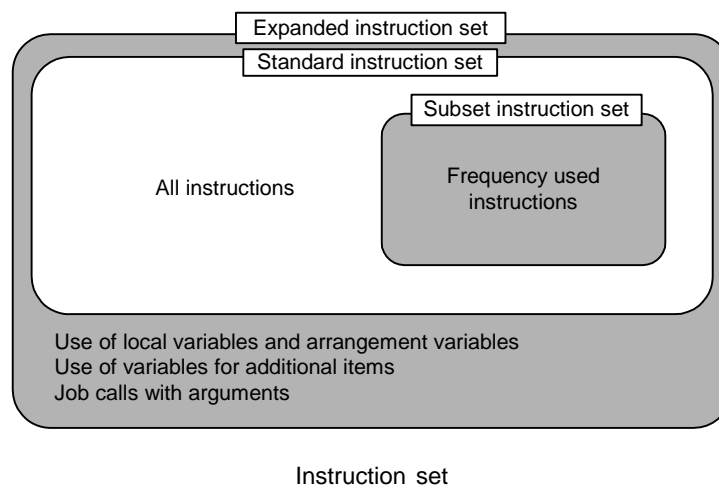 Expanded instruction set
Standard instruction set
Subset instruction set
All instructions
Frequency used
instructions
Use of local variables and arrangement variables
Use of variables for additional items
Job calls with arguments
Instruction set